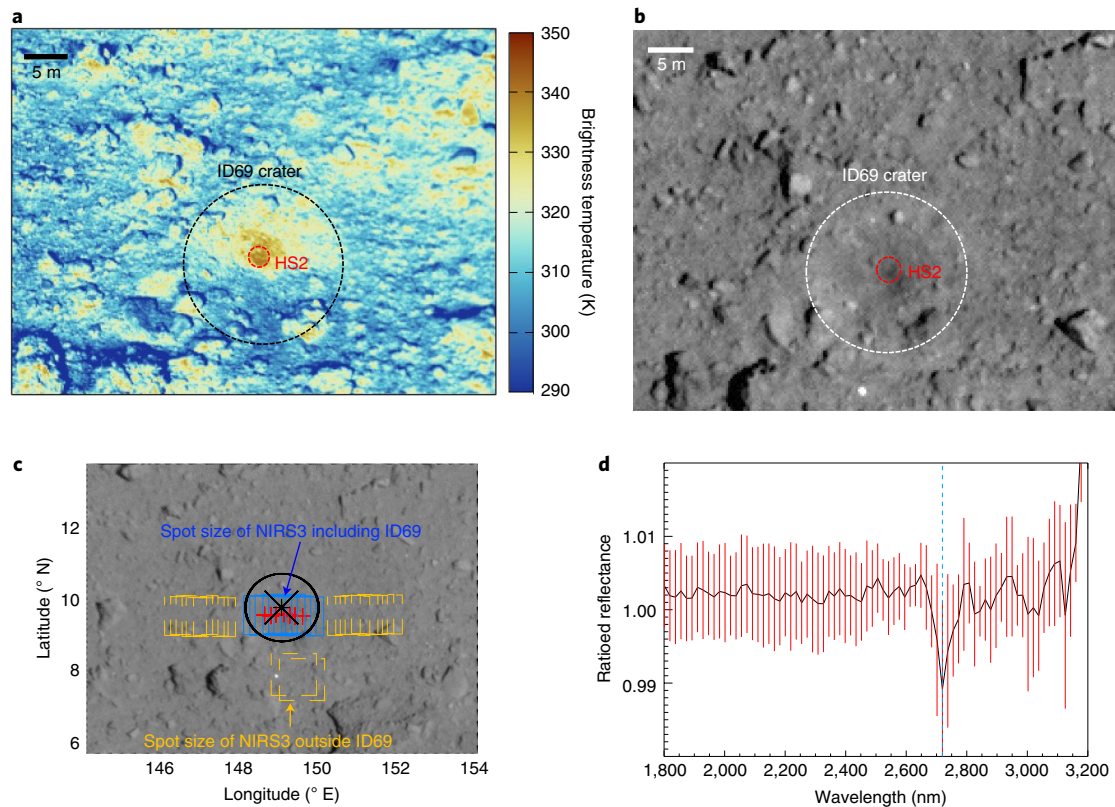 a
5 m
ID69 crater
HS2
350
340
330
320
310
300
290
Brightness temperature (K)
b
5 m
ID69 crater
HS2
c
Spot size of NIRS3 including ID69
Spot size of NIRS3 outside ID69
12
10
8
6
Latitude (° N)
146
148
150
152
154
Longitude (° E)
d
1.01
1.00
0.99
Ratioed reflectance
1,800
2,000
2,200
2,400
2,600
2,800
3,000
3,200
Wavelength (nm)